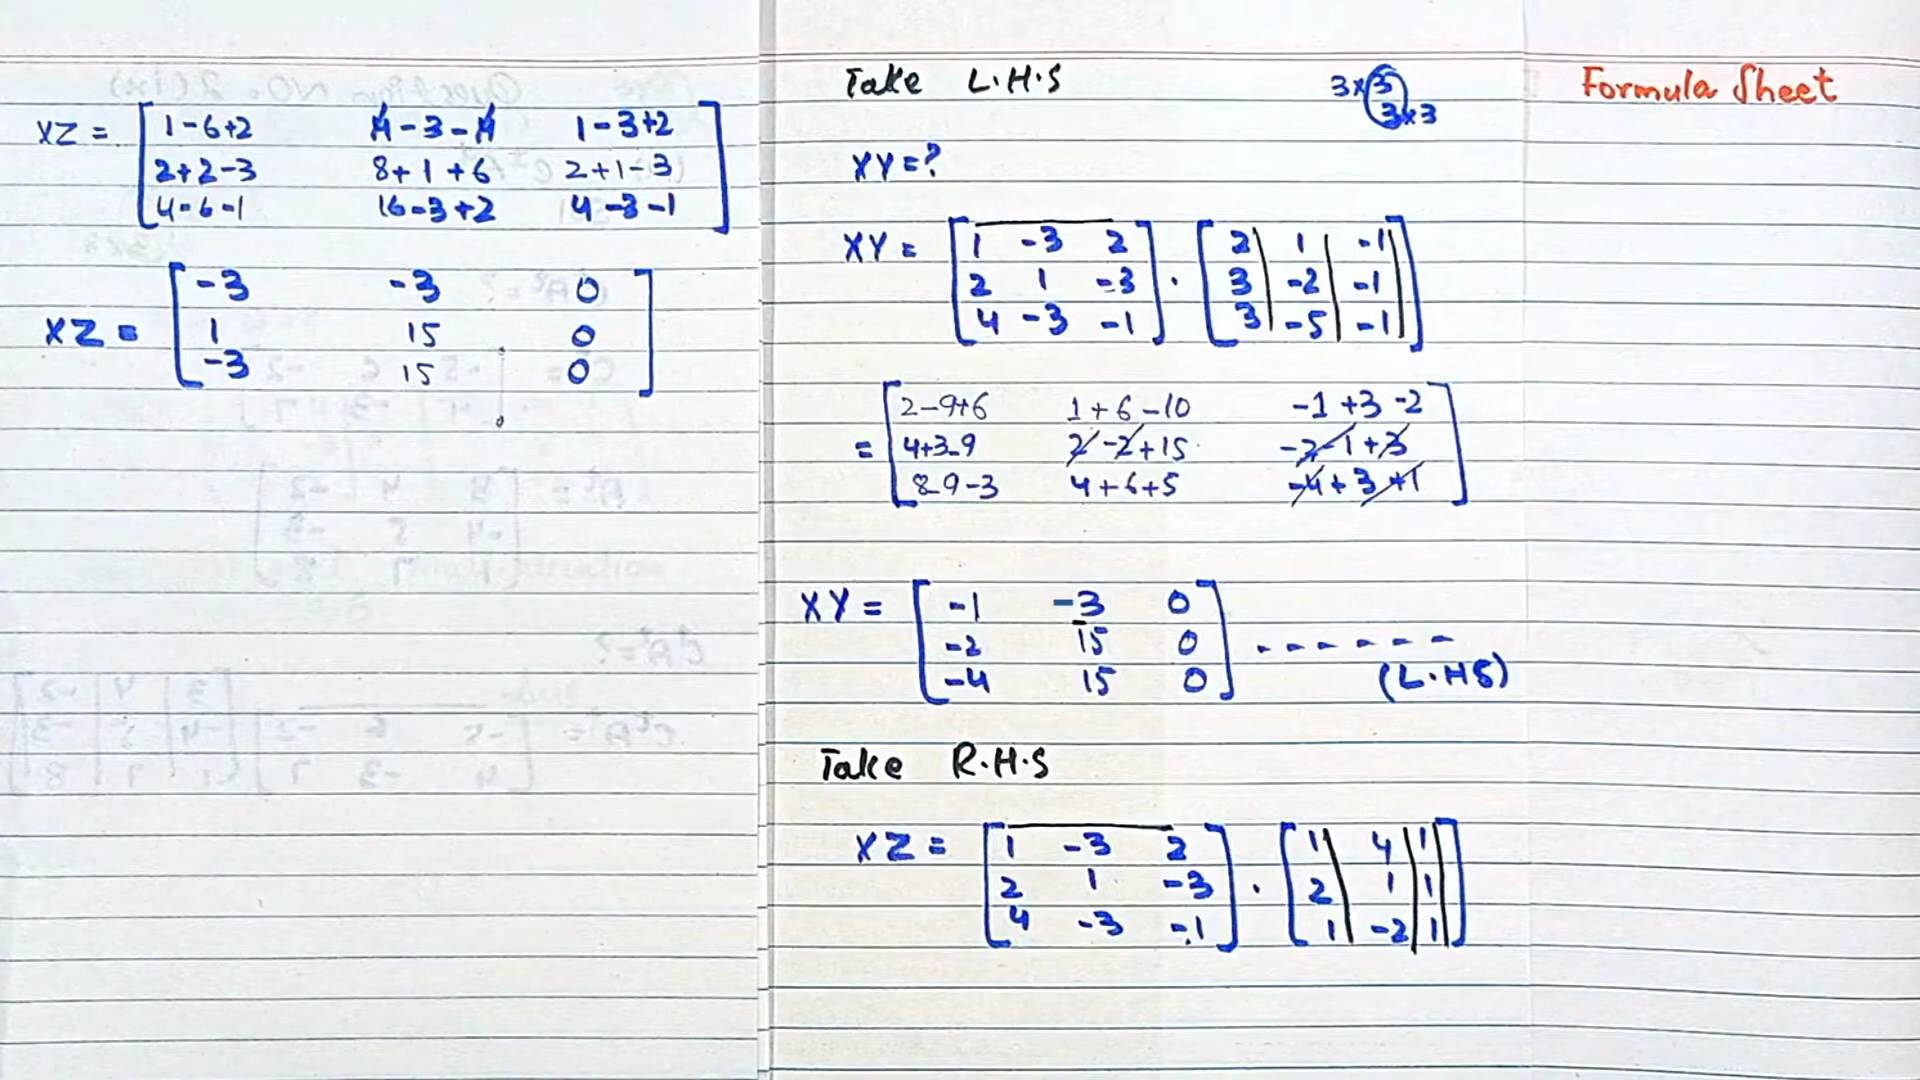 XZ = [ 1-6+2 4-3-4 1-3+2
2+2-3 8+1+6 2+1-3
4-6-1 16-3+2 4-3-1 ]
XZ = [ -3 -3 0
1 15 0
-3 15 0 ]
Take L.H.S 3×3
3×3
XY=?
XY = [ 1 -3 2 ] . [ 2 1 -1 ]
2 1 -3 3 -2 -1
4 -3 -1 3 -5 -1
= [ 2-9+6 1+6-10 -1+3-2
4+3-9 2-2+15 -2-1+3
8-9-3 4+6+5 -4+3+1 ]
XY = [ -1 -3 0
-2 15 0 ------
-4 15 0 ] (L.HS)
Take R.H.S
XZ = [ 1 -3 2 ] . [ 1 4 1 ]
2 1 -3 2 1 1
4 -3 -1 1 -2 1
Formula Sheet